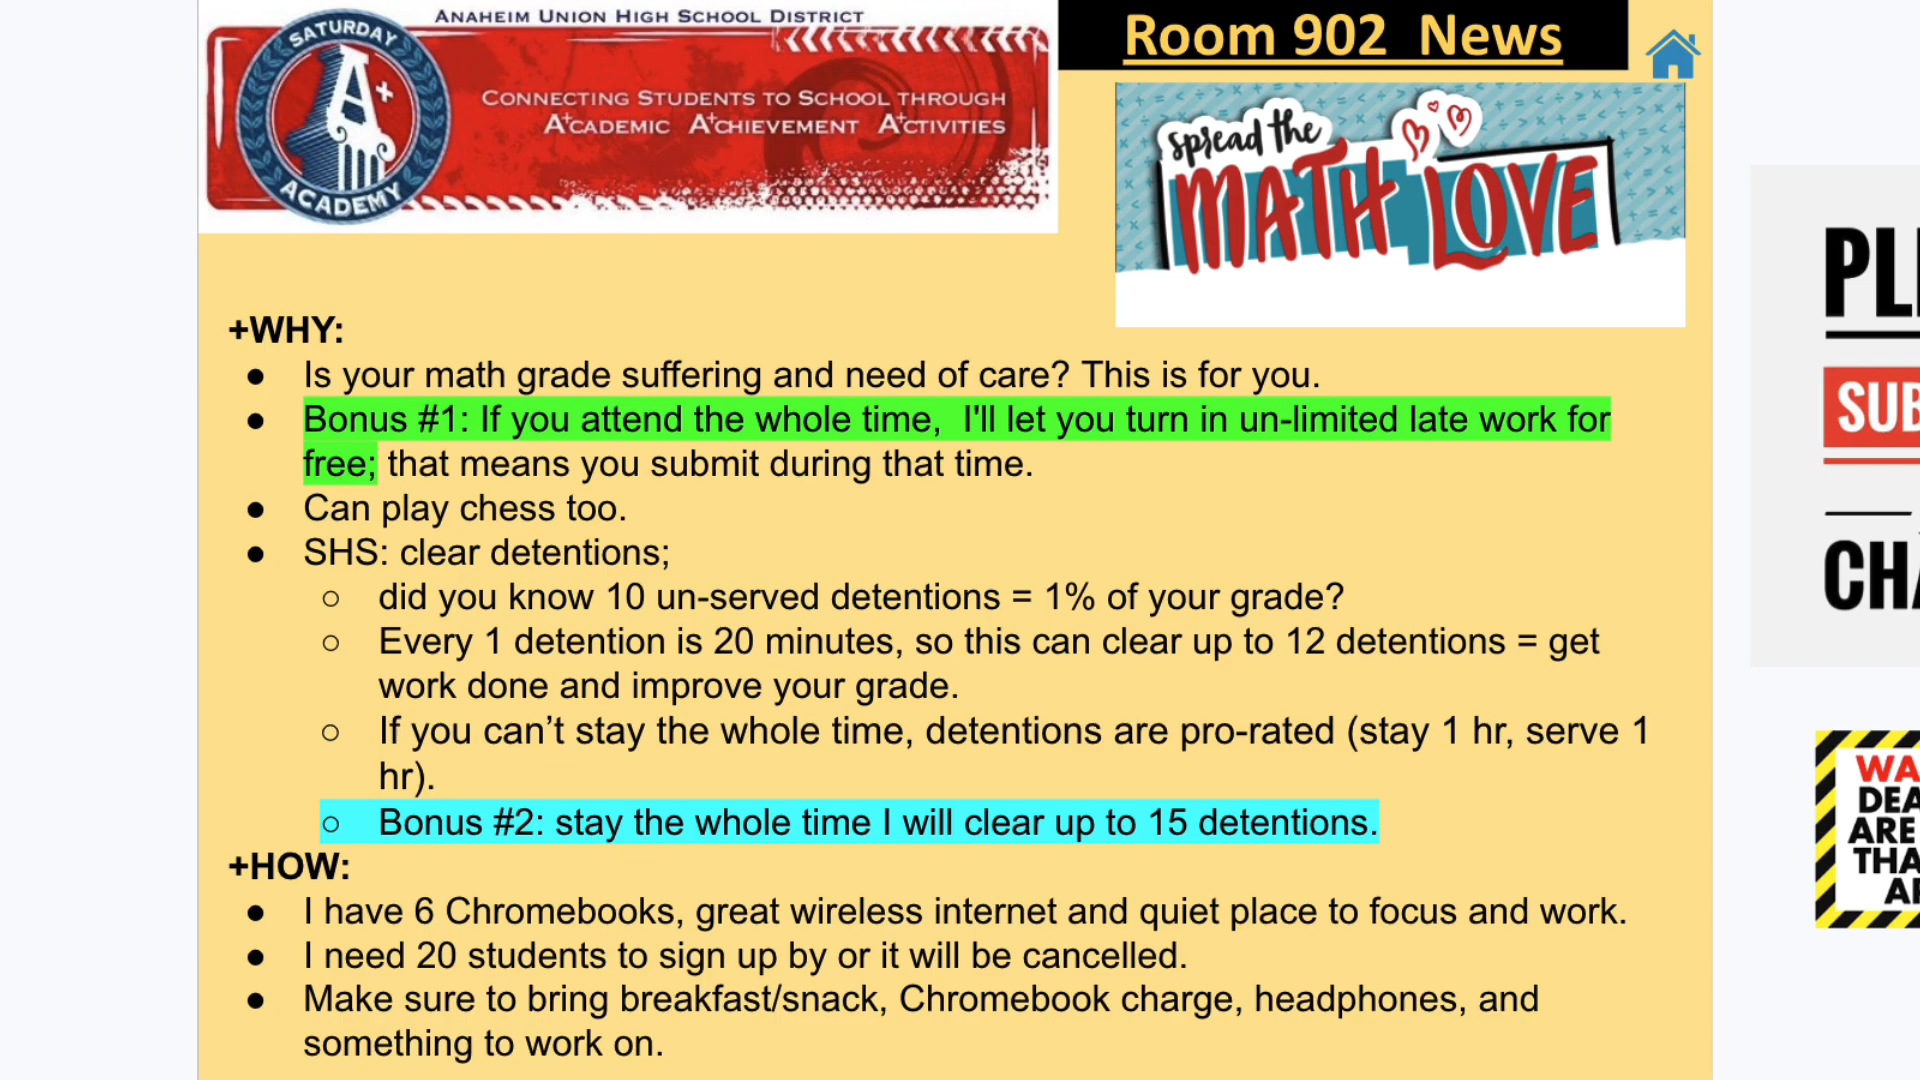 ANAHEIM UNION HIGH SCHOOL DISTRICT
SATURDAY
A+
ACADEMY
CONNECTING STUDENTS TO SCHOOL THROUGH
A+CADEMIC A+CHIEVEMENT A+CTIVITIES
Room 902 News
spread the
MATH LOVE
+WHY:
● Is your math grade suffering and need of care? This is for you.
● Bonus #1: If you attend the whole time,  I'll let you turn in un-limited late work for
free; that means you submit during that time.
● Can play chess too.
● SHS: clear detentions;
○ did you know 10 un-served detentions = 1% of your grade?
○ Every 1 detention is 20 minutes, so this can clear up to 12 detentions = get
work done and improve your grade.
○ If you can’t stay the whole time, detentions are pro-rated (stay 1 hr, serve 1
hr).
○ Bonus #2: stay the whole time I will clear up to 15 detentions.
+HOW:
● I have 6 Chromebooks, great wireless internet and quiet place to focus and work.
● I need 20 students to sign up by or it will be cancelled.
● Make sure to bring breakfast/snack, Chromebook charge, headphones, and
something to work on.
SUB
CHA
WA
DEA
ARE
THA